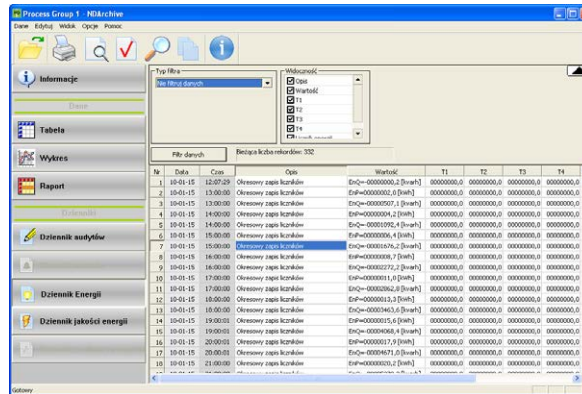 Process Group 1 - NDArchive
Dane Edytuj Widok Opcje Pomoc
Informacje
Dane
Tabela
Wykres
Raport
Dzienniki
Dziennik audytów
Dziennik Energii
Dziennik jakości energii
Typ filtra
Nie filtruj danych
Widoczność
Opis
Wartość
T1
T2
T3
T4
Filtr danych
Bieżąca liczba rekordów: 332
Nr Data Czas Opis Wartość T1 T2 T3 T4
1 10-01-15 12:07:29 Okresowy zapis liczników EnQ=-00000000,2 [kvarh] 00000000,0 00000000,0 00000000,0 00000000,0
2 10-01-15 13:00:00 Okresowy zapis liczników EnP=00000002,0 [kWh] 00000000,0 00000000,0 00000000,0 00000000,0
3 10-01-15 13:00:00 Okresowy zapis liczników EnQ=-00000507,1 [kvarh] 00000000,0 00000000,0 00000000,0 00000000,0
4 10-01-15 14:00:00 Okresowy zapis liczników EnP=00000004,2 [kWh] 00000000,0 00000000,0 00000000,0 00000000,0
5 10-01-15 14:00:00 Okresowy zapis liczników EnQ=-00001092,4 [kvarh] 00000000,0 00000000,0 00000000,0 00000000,0
6 10-01-15 15:00:00 Okresowy zapis liczników EnP=00000006,4 [kWh] 00000000,0 00000000,0 00000000,0 00000000,0
7 10-01-15 15:00:00 Okresowy zapis liczników EnQ=-00001676,2 [kvarh] 00000000,0 00000000,0 00000000,0 00000000,0
8 10-01-15 16:00:00 Okresowy zapis liczników EnP=00000008,7 [kWh] 00000000,0 00000000,0 00000000,0 00000000,0
9 10-01-15 16:00:00 Okresowy zapis liczników EnQ=-00002272,2 [kvarh] 00000000,0 00000000,0 00000000,0 00000000,0
10 10-01-15 17:00:00 Okresowy zapis liczników EnP=00000011,0 [kWh] 00000000,0 00000000,0 00000000,0 00000000,0
11 10-01-15 17:00:00 Okresowy zapis liczników EnQ=-00002862,8 [kvarh] 00000000,0 00000000,0 00000000,0 00000000,0
12 10-01-15 18:00:00 Okresowy zapis liczników EnP=00000013,3 [kWh] 00000000,0 00000000,0 00000000,0 00000000,0
13 10-01-15 18:00:00 Okresowy zapis liczników EnQ=-00003463,6 [kvarh] 00000000,0 00000000,0 00000000,0 00000000,0
14 10-01-15 19:00:01 Okresowy zapis liczników EnP=00000015,6 [kWh] 00000000,0 00000000,0 00000000,0 00000000,0
15 10-01-15 19:00:01 Okresowy zapis liczników EnQ=-00004068,4 [kvarh] 00000000,0 00000000,0 00000000,0 00000000,0
16 10-01-15 20:00:01 Okresowy zapis liczników EnP=00000017,9 [kWh] 00000000,0 00000000,0 00000000,0 00000000,0
17 10-01-15 20:00:01 Okresowy zapis liczników EnQ=-00004671,0 [kvarh] 00000000,0 00000000,0 00000000,0 00000000,0
18 10-01-15 21:00:00 Okresowy zapis liczników EnP=00000020,2 [kWh] 00000000,0 00000000,0 00000000,0 00000000,0
Gotowy